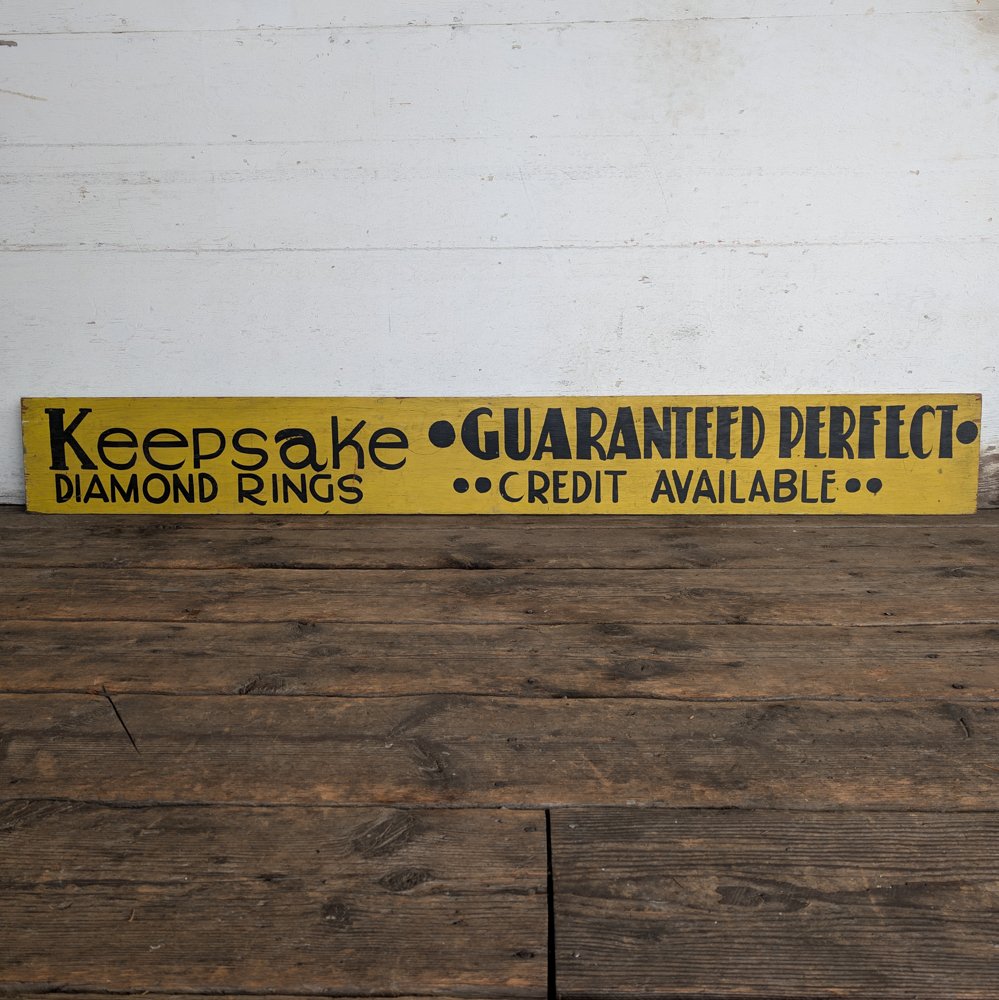 Keepsake •GUARANTEED PERFECT•
DIAMOND RINGS ••CREDIT AVAILABLE••